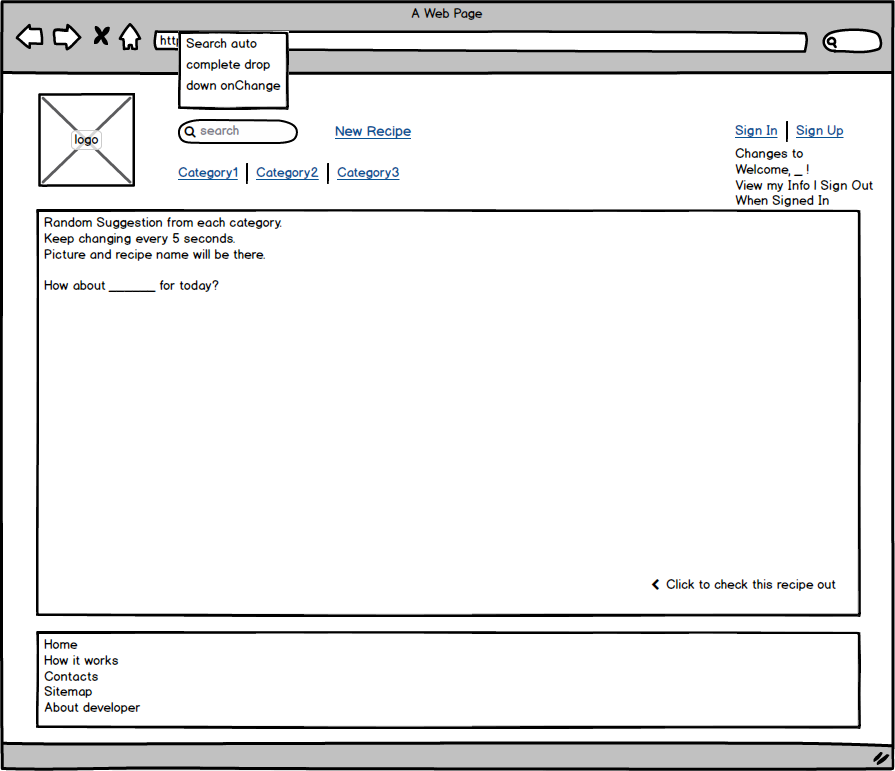 A Web Page
http
Search auto
complete drop
down onChange
logo
search
New Recipe
Sign In
Sign Up
Category1
Category2
Category3
Changes to
Welcome, _ !
View my Info | Sign Out
When Signed In
Random Suggestion from each category.
Keep changing every 5 seconds.
Picture and recipe name will be there.
How about _______ for today?
Click to check this recipe out
Home
How it works
Contacts
Sitemap
About developer